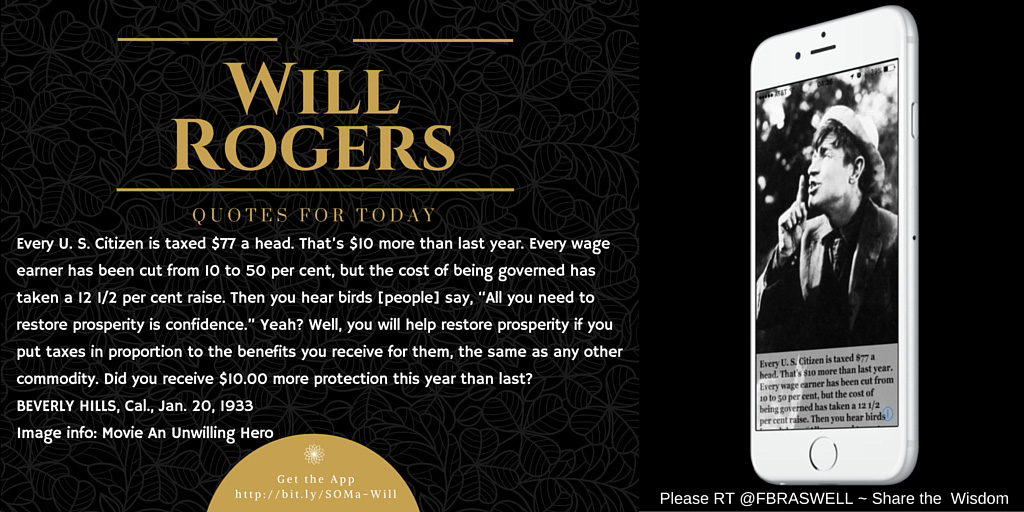 WILL
ROGERS
QUOTES FOR TODAY
Every U. S. Citizen is taxed $77 a head. That's $10 more than last year. Every wage
earner has been cut from 10 to 50 per cent, but the cost of being governed has
taken a 12 1/2 per cent raise. Then you hear birds [people] say, “All you need to
restore prosperity is confidence.” Yeah? Well, you will help restore prosperity if you
put taxes in proportion to the benefits you receive for them, the same as any other
commodity. Did you receive $10.00 more protection this year than last?
BEVERLY HILLS, Cal., Jan. 20, 1933
Image info: Movie An Unwilling Hero
Get the App
http://bit.ly/SOMa-Will
AT&T
Every U. S. Citizen is taxed $77 a
head. That's $10 more than last year.
Every wage earner has been cut from
10 to 50 per cent, but the cost of
being governed has taken a 12 1/2
per cent raise. Then you hear birds
Please RT @FBRASWELL ~ Share the Wisdom